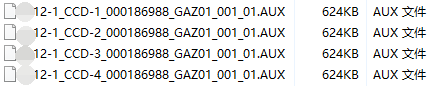 12-1_CCD-1_000186988_GAZ01_001_01.AUX 624KB AUX 文件
12-1_CCD-2_000186988_GAZ01_001_01.AUX 624KB AUX 文件
12-1_CCD-3_000186988_GAZ01_001_01.AUX 624KB AUX 文件
12-1_CCD-4_000186988_GAZ01_001_01.AUX 624KB AUX 文件